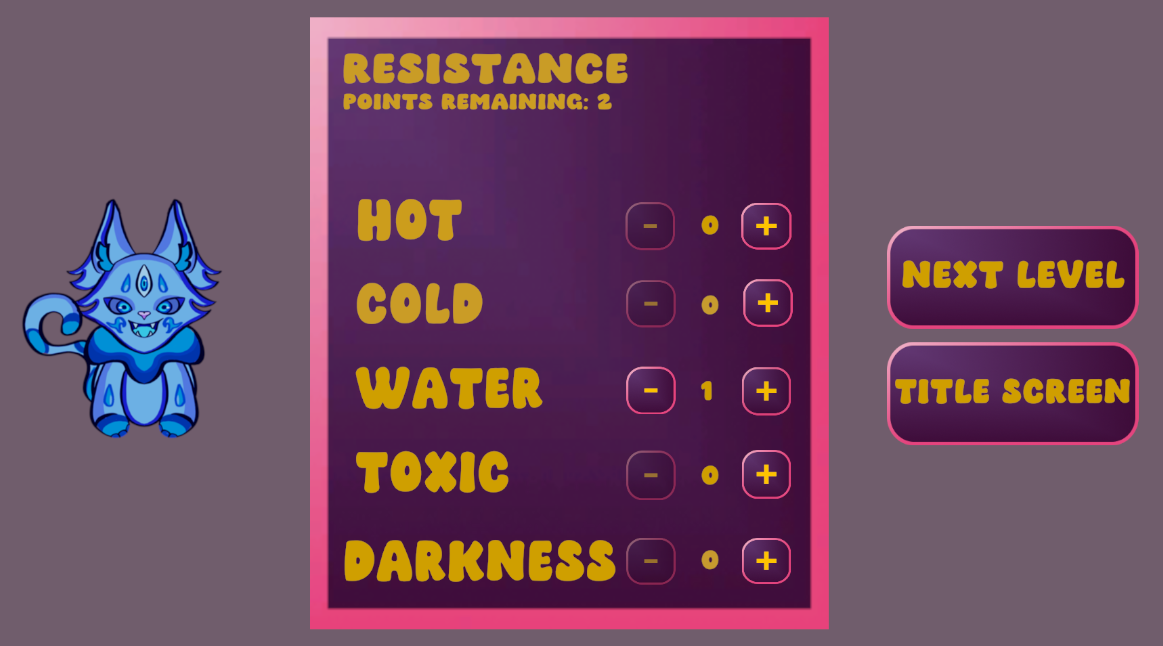 RESISTANCE
POINTS REMAINING: 2
HOT - 0 +
COLD - 0 +
WATER - 1 +
TOXIC - 0 +
DARKNESS - 0 +
NEXT LEVEL
TITLE SCREEN